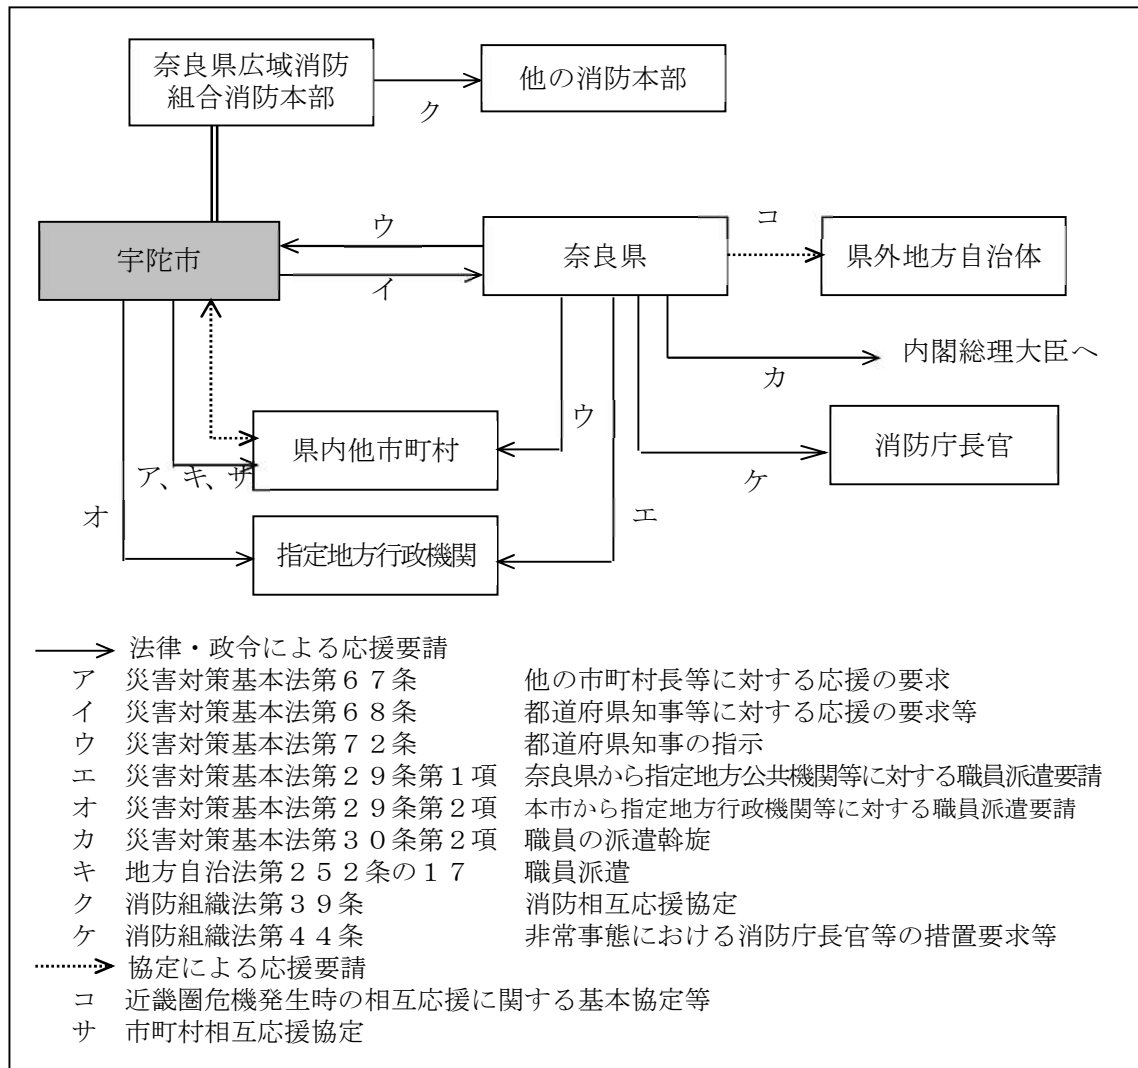 奈良県広域消防
組合消防本部
他の消防本部
ク
宇陀市
ウ
イ
奈良県
コ
県外地方自治体
内閣総理大臣へ
カ
県内他市町村
ウ
消防庁長官
ア、キ、サ
ケ
オ
エ
指定地方行政機関
法律・政令による応援要請
ア 災害対策基本法第67条 他の市町村長等に対する応援の要求
イ 災害対策基本法第68条 都道府県知事等に対する応援の要求等
ウ 災害対策基本法第72条 都道府県知事の指示
エ 災害対策基本法第29条第1項 奈良県から指定地方公共機関等に対する職員派遣要請
オ 災害対策基本法第29条第2項 本市から指定地方行政機関等に対する職員派遣要請
カ 災害対策基本法第30条第2項 職員の派遣斡旋
キ 地方自治法第252条の17 職員派遣
ク 消防組織法第39条 消防相互応援協定
ケ 消防組織法第44条 非常事態における消防庁長官等の措置要求等
協定による応援要請
コ 近畿圏危機発生時の相互応援に関する基本協定等
サ 市町村相互応援協定